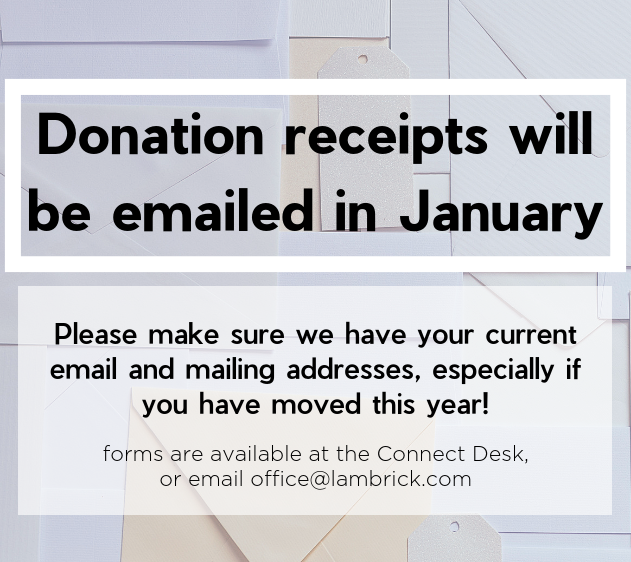 Donation receipts will
be emailed in January
Please make sure we have your current
email and mailing addresses, especially if
you have moved this year!
forms are available at the Connect Desk,
or email office@lambrick.com